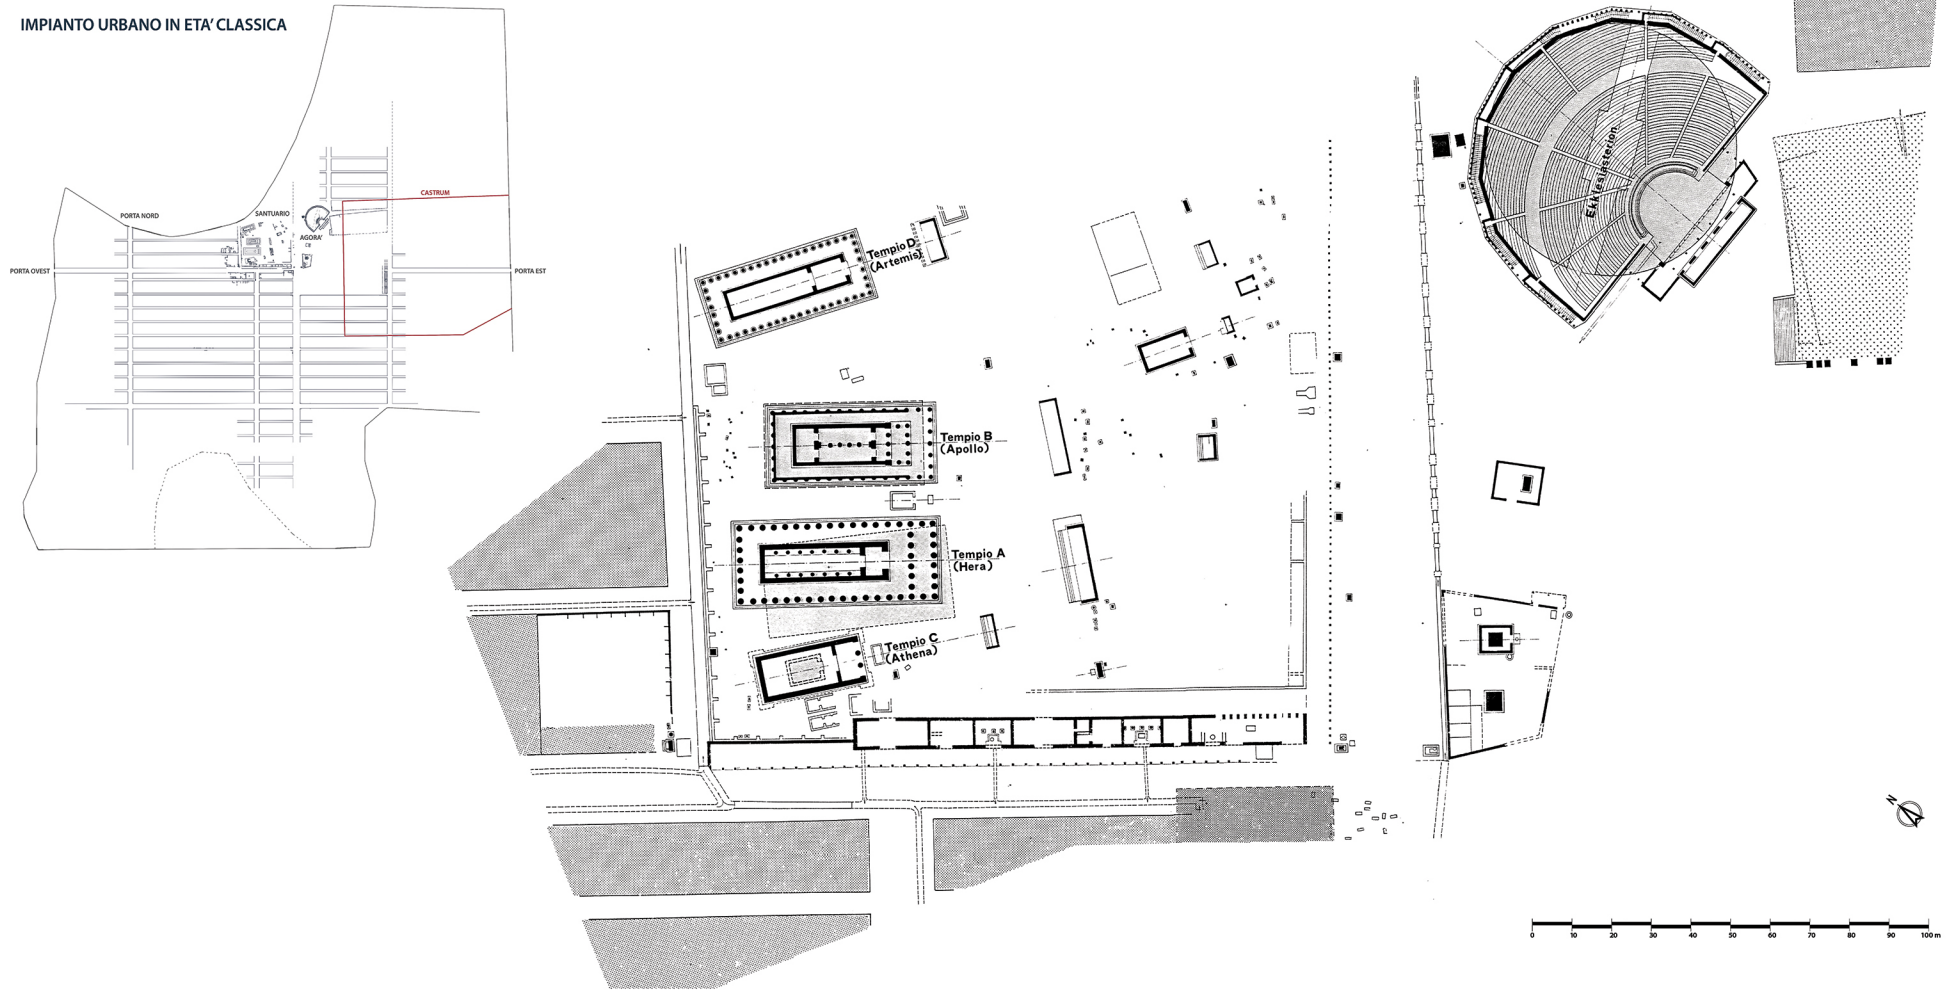 IMPIANTO URBANO IN ETA' CLASSICA
CASTRUM
PORTA NORD
SANTUARIO
AGORA'
PORTA OVEST
PORTA EST
Tempio D
(Artemis)
Tempio B
(Apollo)
Tempio A
(Hera)
Tempio C
(Athena)
Ekklesiasterion
N
0 10 20 30 40 50 60 70 80 90 100 m